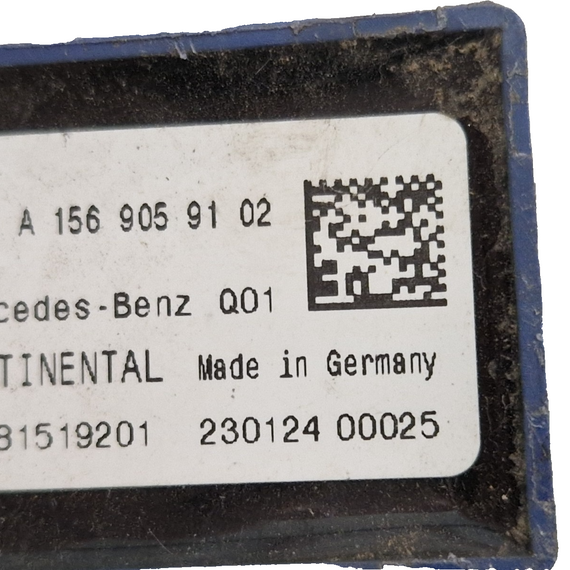 A 156 905 91 02
cedes-Benz Q01
TINENTAL Made in Germany
31519201 230124 00025